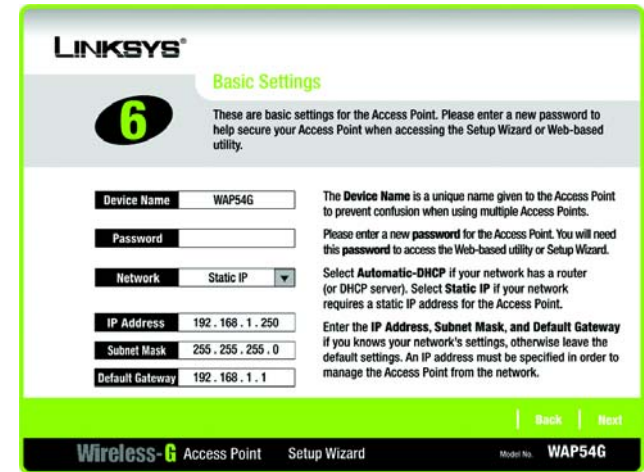 LINKSYS®
Basic Settings
6
These are basic settings for the Access Point. Please enter a new password to
help secure your Access Point when accessing the Setup Wizard or Web-based
utility.
Device Name WAP54G
Password
Network Static IP
IP Address 192 . 168 . 1 . 250
Subnet Mask 255 . 255 . 255 . 0
Default Gateway 192 . 168 . 1 . 1
The Device Name is a unique name given to the Access Point
to prevent confusion when using multiple Access Points.
Please enter a new password for the Access Point. You will need
this password to access the Web-based utility or Setup Wizard.
Select Automatic-DHCP if your network has a router
(or DHCP server). Select Static IP if your network
requires a static IP address for the Access Point.
Enter the IP Address, Subnet Mask, and Default Gateway
if you knows your network's settings, otherwise leave the
default settings. An IP address must be specified in order to
manage the Access Point from the network.
Back Next
Wireless-G Access Point Setup Wizard Model No. WAP54G